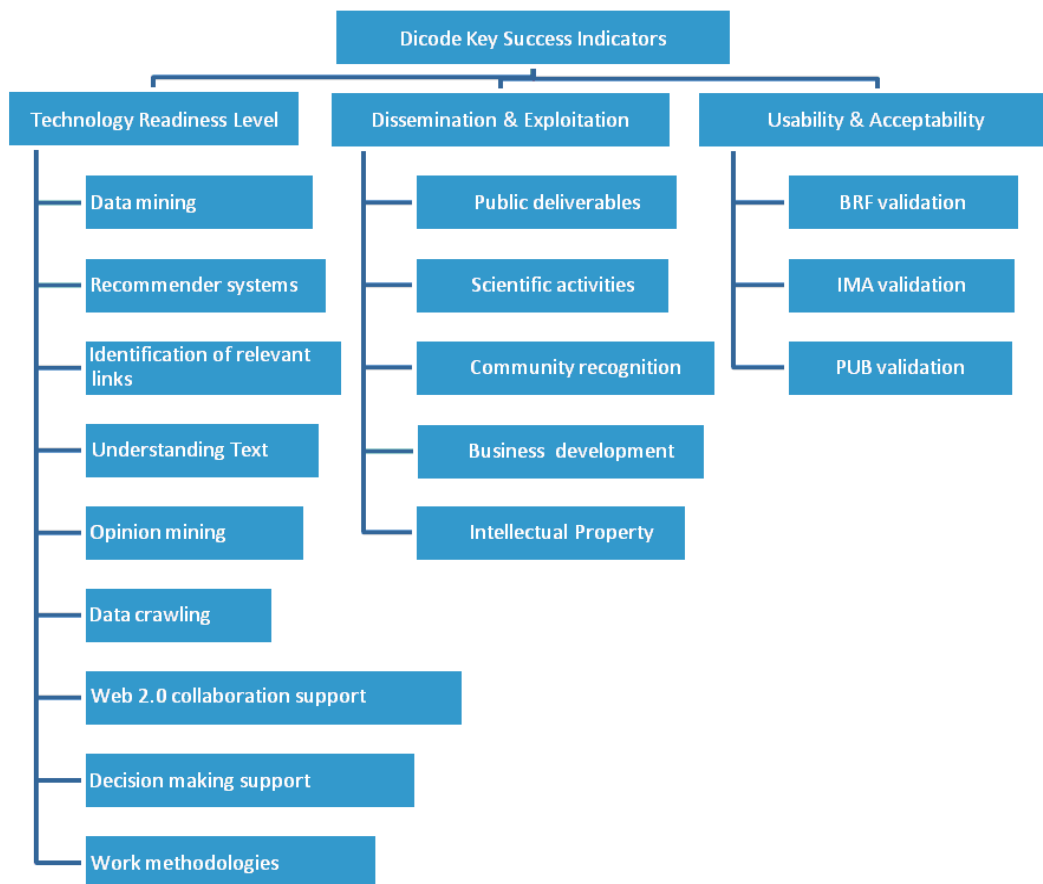 Dicode Key Success Indicators
Technology Readiness Level
Data mining
Recommender systems
Identification of relevant
links
Understanding Text
Opinion mining
Data crawling
Web 2.0 collaboration support
Decision making support
Work methodologies
Dissemination & Exploitation
Public deliverables
Scientific activities
Community recognition
Business development
Intellectual Property
Usability & Acceptability
BRF validation
IMA validation
PUB validation